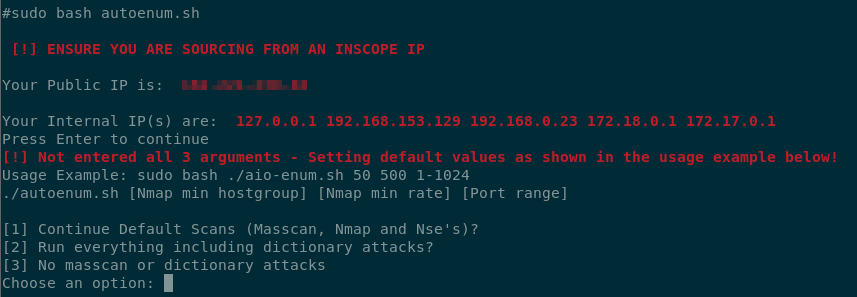 #sudo bash autoenum.sh
[!] ENSURE YOU ARE SOURCING FROM AN INSCOPE IP
Your Public IP is:
Your Internal IP(s) are: 127.0.0.1 192.168.153.129 192.168.0.23 172.18.0.1 172.17.0.1
Press Enter to continue
[!] Not entered all 3 arguments - Setting default values as shown in the usage example below!
Usage Example: sudo bash ./aio-enum.sh 50 500 1-1024
./autoenum.sh [Nmap min hostgroup] [Nmap min rate] [Port range]
[1] Continue Default Scans (Masscan, Nmap and Nse's)?
[2] Run everything including dictionary attacks?
[3] No masscan or dictionary attacks
Choose an option: